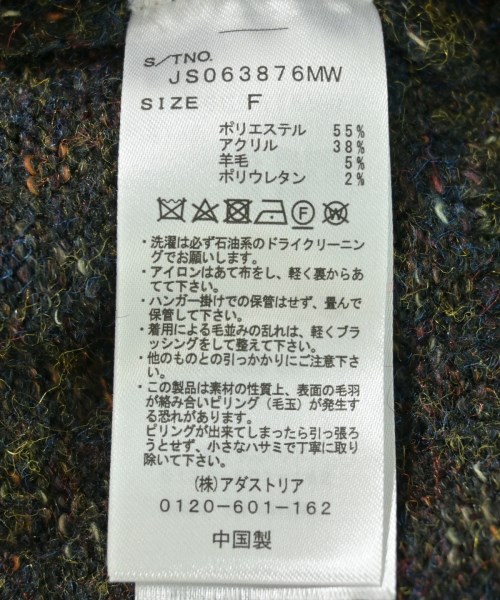 S/TNO.
JS063876MW
SIZE F
ポリエステル 55%
アクリル 38%
羊毛 5%
ポリウレタン 2%
・洗濯は必ず石油系のドライクリーニン
グでお願いします。
・アイロンはあて布をし、軽く裏からあ
てて下さい。
・ハンガー掛けでの保管はせず、畳んで
保管して下さい。
・着用による毛並みの乱れは、軽くブラ
ッシングをして整えて下さい。
・他のものとの引っかかりにご注意下さ
い。
・この製品は素材の性質上、表面の毛羽
が絡み合いピリング（毛玉）が発生す
る恐れがあります。
ピリングが出来てしまったら引っ張ろ
うとせず、小さなハサミで丁寧に取り
除いて下さい。
(株)アダストリア
0120-601-162
中国製